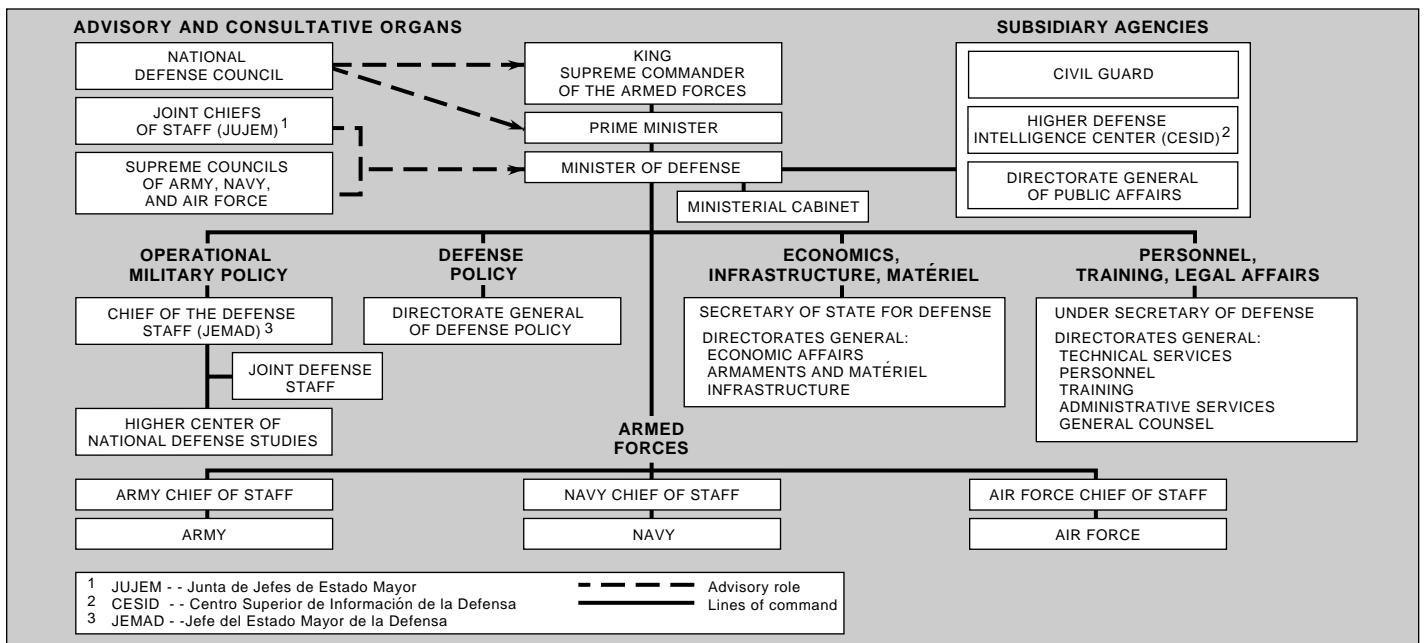 ADVISORY AND CONSULTATIVE ORGANS
NATIONAL
DEFENSE COUNCIL
JOINT CHIEFS
OF STAFF (JUJEM) 1
SUPREME COUNCILS
OF ARMY, NAVY,
AND AIR FORCE
KING
SUPREME COMMANDER
OF THE ARMED FORCES
PRIME MINISTER
MINISTER OF DEFENSE
MINISTERIAL CABINET
SUBSIDIARY AGENCIES
CIVIL GUARD
HIGHER DEFENSE
INTELLIGENCE CENTER (CESID) 2
DIRECTORATE GENERAL
OF PUBLIC AFFAIRS
OPERATIONAL
MILITARY POLICY
CHIEF OF THE DEFENSE
STAFF (JEMAD) 3
JOINT DEFENSE
STAFF
HIGHER CENTER OF
NATIONAL DEFENSE STUDIES
DEFENSE
POLICY
DIRECTORATE GENERAL
OF DEFENSE POLICY
ECONOMICS,
INFRASTRUCTURE, MATÉRIEL
SECRETARY OF STATE FOR DEFENSE
DIRECTORATES GENERAL:
ECONOMIC AFFAIRS
ARMAMENTS AND MATÉRIEL
INFRASTRUCTURE
PERSONNEL,
TRAINING, LEGAL AFFAIRS
UNDER SECRETARY OF DEFENSE
DIRECTORATES GENERAL:
TECHNICAL SERVICES
PERSONNEL
TRAINING
ADMINISTRATIVE SERVICES
GENERAL COUNSEL
ARMED
FORCES
ARMY CHIEF OF STAFF
ARMY
NAVY CHIEF OF STAFF
NAVY
AIR FORCE CHIEF OF STAFF
AIR FORCE
1 JUJEM - - Junta de Jefes de Estado Mayor
2 CESID - - Centro Superior de Información de la Defensa
3 JEMAD - -Jefe del Estado Mayor de la Defensa
Advisory role
Lines of command